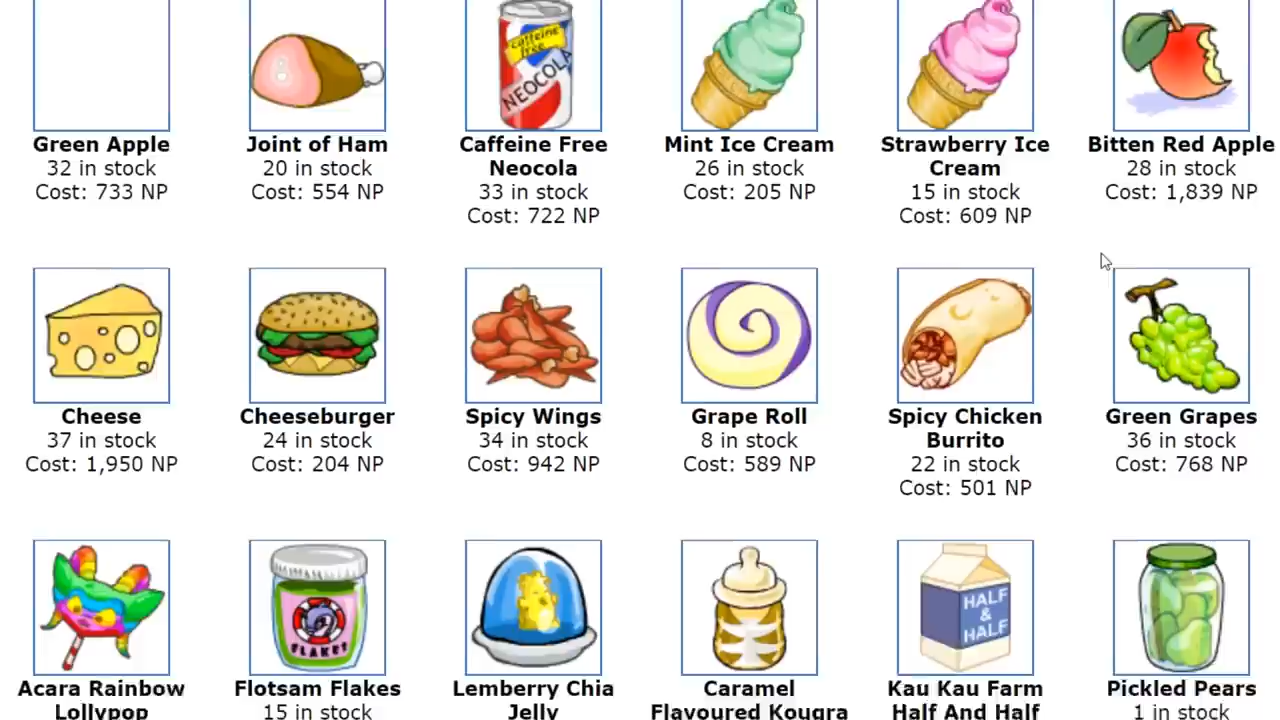 caffeine
free
NEOCOLA
Green Apple
32 in stock
Cost: 733 NP
Joint of Ham
20 in stock
Cost: 554 NP
Caffeine Free
Neocola
33 in stock
Cost: 722 NP
Mint Ice Cream
26 in stock
Cost: 205 NP
Strawberry Ice
Cream
15 in stock
Cost: 609 NP
Bitten Red Apple
28 in stock
Cost: 1,839 NP
Cheese
37 in stock
Cost: 1,950 NP
Cheeseburger
24 in stock
Cost: 204 NP
Spicy Wings
34 in stock
Cost: 942 NP
Grape Roll
8 in stock
Cost: 589 NP
Spicy Chicken
Burrito
22 in stock
Cost: 501 NP
Green Grapes
36 in stock
Cost: 768 NP
FLAKES
HALF
&
HALF
Acara Rainbow
Lollypop
Flotsam Flakes
15 in stock
Lemberry Chia
Jelly
Caramel
Flavoured Kougra
Kau Kau Farm
Half And Half
Pickled Pears
1 in stock